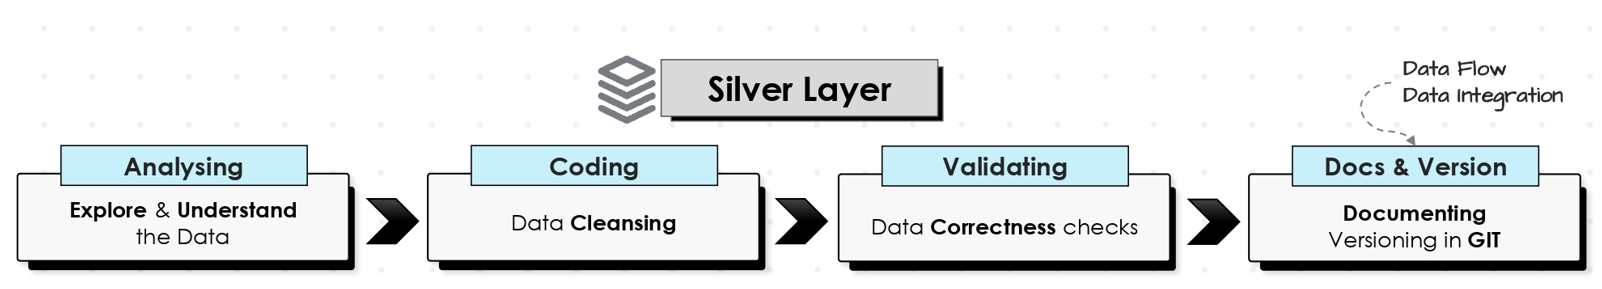 Silver Layer
Data Flow
Data Integration
Analysing
Explore & Understand
the Data
Coding
Data Cleansing
Validating
Data Correctness checks
Docs & Version
Documenting
Versioning in GIT